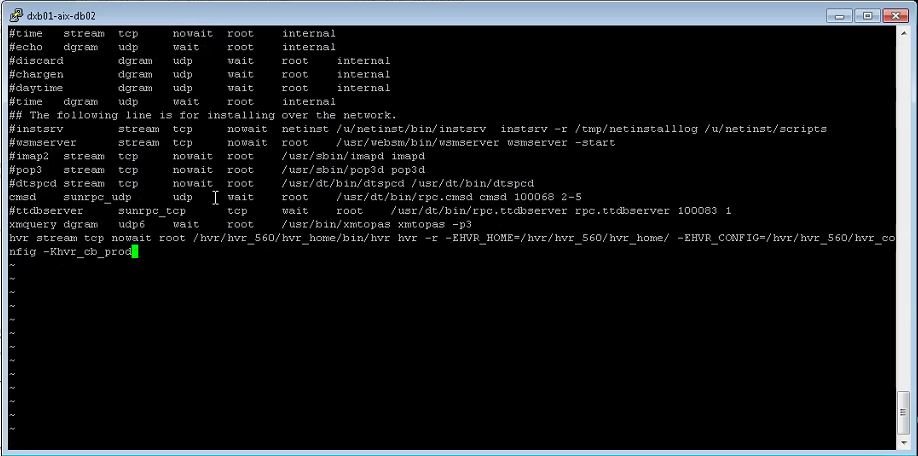 dxb01-aix-db02
#time stream tcp nowait root internal
#echo dgram udp wait root internal
#discard dgram udp wait root internal
#chargen dgram udp wait root internal
#daytime dgram udp wait root internal
#time dgram udp wait root internal
## The following line is for installing over the network.
#instsrv stream tcp nowait netinst /u/netinst/bin/instsrv instsrv -r /tmp/netinstalllog /u/netinst/scripts
#wsmserver stream tcp nowait root /usr/websm/bin/wsmserver wsmserver -start
#imap2 stream tcp nowait root /usr/sbin/imapd imapd
#pop3 stream tcp nowait root /usr/sbin/pop3d pop3d
#dtspcd stream tcp nowait root /usr/dt/bin/dtspcd /usr/dt/bin/dtspcd
cmsd sunrpc_udp udp wait root /usr/dt/bin/rpc.cmsd cmsd 100068 2-5
#ttdbserver sunrpc_tcp tcp wait root /usr/dt/bin/rpc.ttdbserver rpc.ttdbserver 100083 1
xmquery dgram udp6 wait root /usr/bin/xmtopas xmtopas -p3
hvr stream tcp nowait root /hvr/hvr_560/hvr_home/bin/hvr hvr -r -EHVR_HOME=/hvr/hvr_560/hvr_home/ -EHVR_CONFIG=/hvr/hvr_560/hvr_co
nfig -Khvr_cb_prod
~
~
~
~
~
~
~
~
~
~
~
~
~